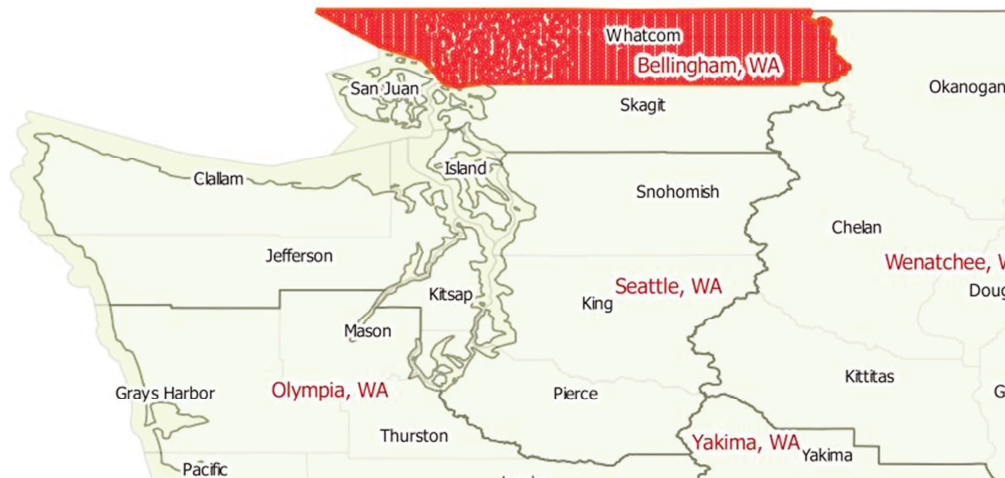 Whatcom
Bellingham, WA
San Juan
Skagit
Okanogan
Island
Clallam
Snohomish
Chelan
Jefferson
Wenatchee, W
Seattle, WA
Doug
Kitsap
King
Mason
Kittitas
Grays Harbor
Olympia, WA
Pierce
G
Thurston
Yakima, WA
Yakima
Pacific